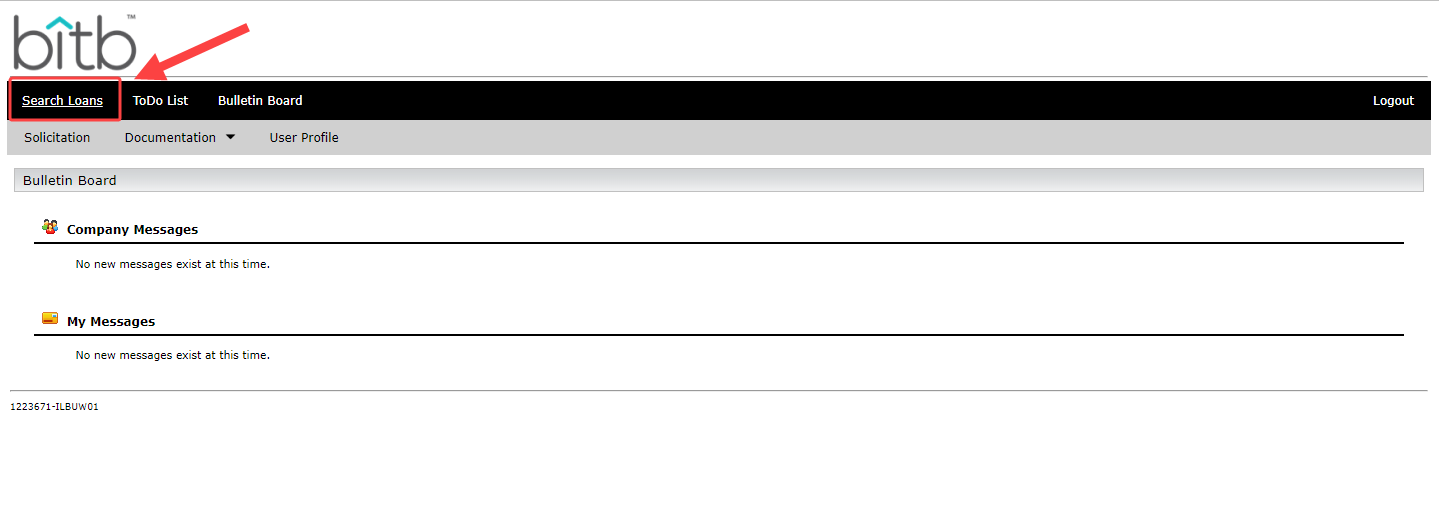 bitb™
Search Loans ToDo List Bulletin Board Logout
Solicitation Documentation User Profile
Bulletin Board
Company Messages
No new messages exist at this time.
My Messages
No new messages exist at this time.
1223671-ILBUW01